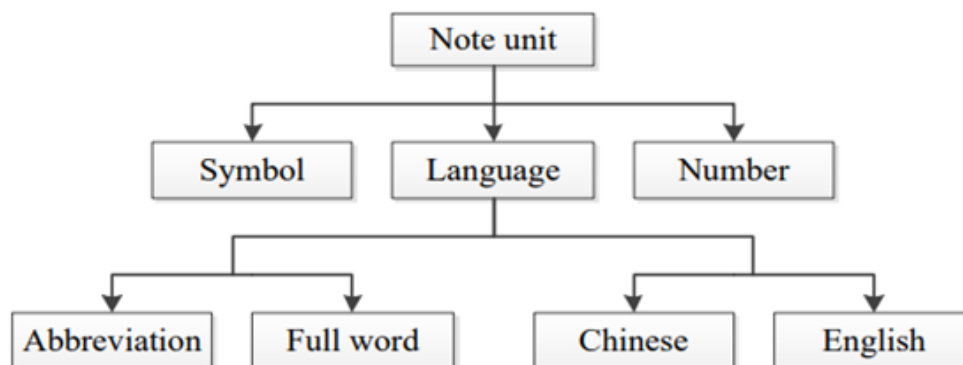 Note unit
Symbol
Language
Number
Abbreviation
Full word
Chinese
English